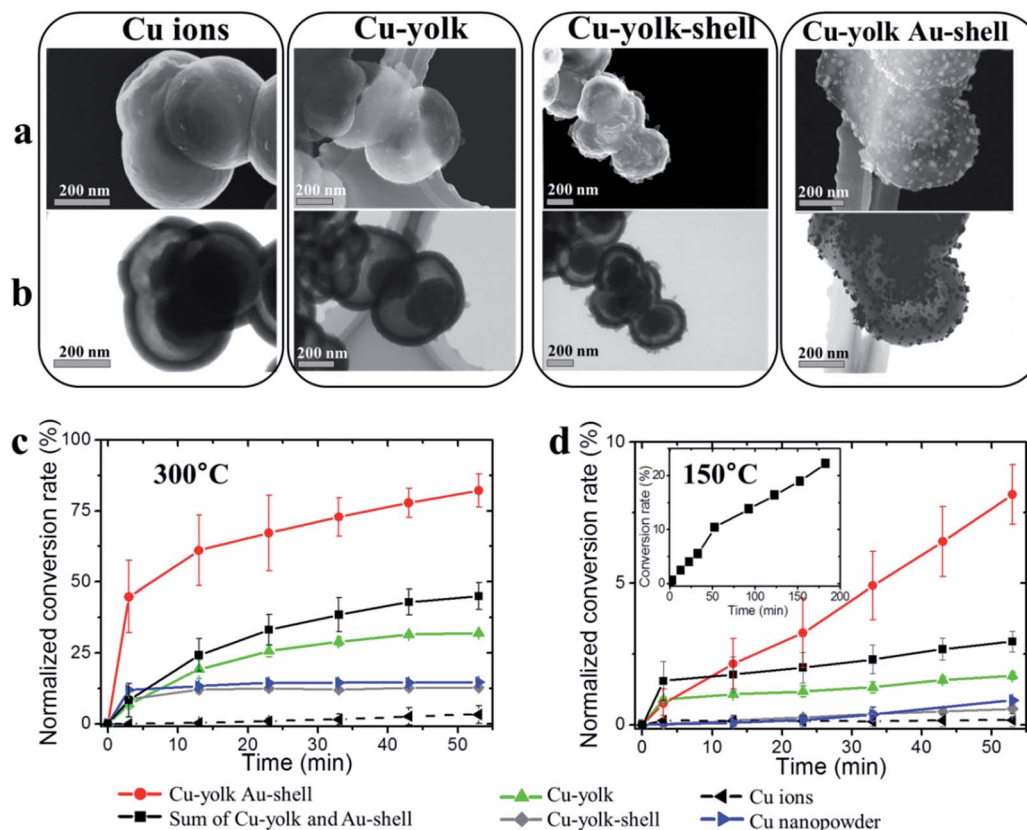 Cu ions
Cu-yolk
Cu-yolk-shell
Cu-yolk Au-shell
a
200 nm
200 nm
200 nm
200 nm
b
200 nm
200 nm
200 nm
200 nm
c
300°C
Normalized conversion rate (%)
100
75
50
25
0
0 10 20 30 40 50
Time (min)
d
150°C
Normalized conversion rate (%)
10
5
0
0 10 20 30 40 50
Time (min)
Conversion rate (%)
20
10
0
0 50 100 150 200
Time (min)
Cu-yolk Au-shell
Cu-yolk
Cu ions
Sum of Cu-yolk and Au-shell
Cu-yolk-shell
Cu nanopowder